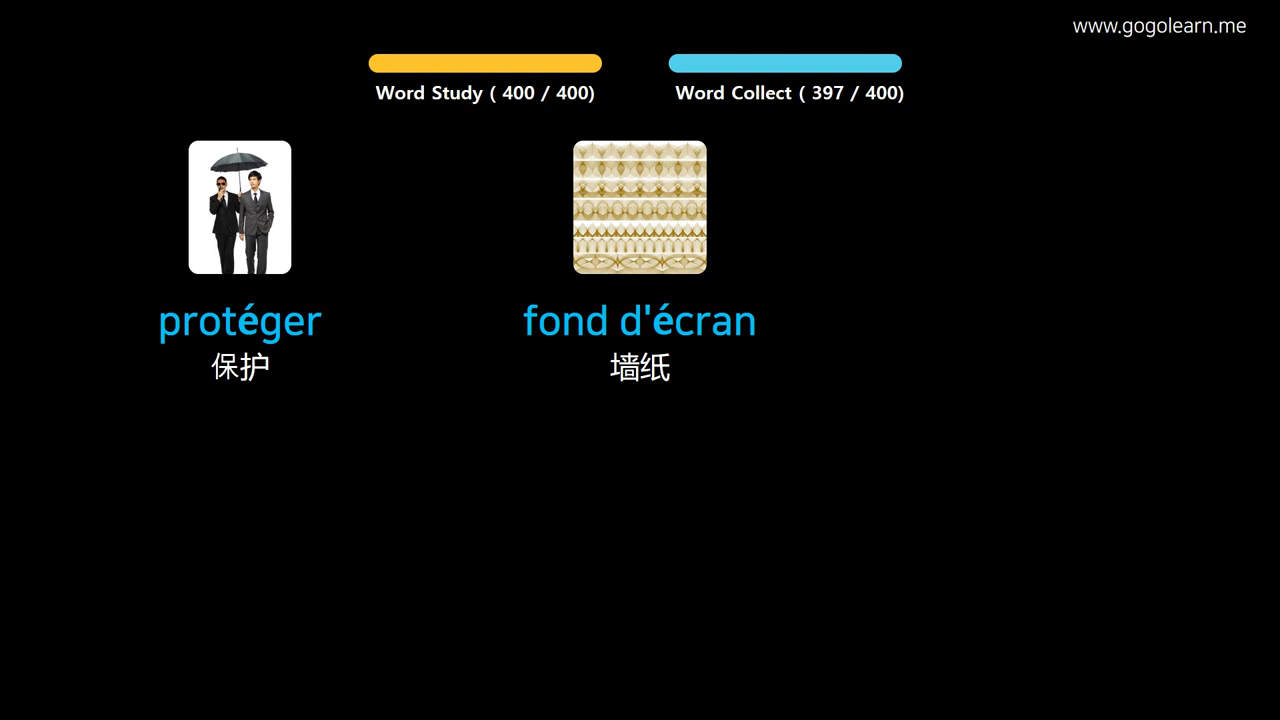 www.gogolearn.me
Word Study ( 400 / 400)
Word Collect ( 397 / 400)
protéger
保护
fond d'écran
墙纸